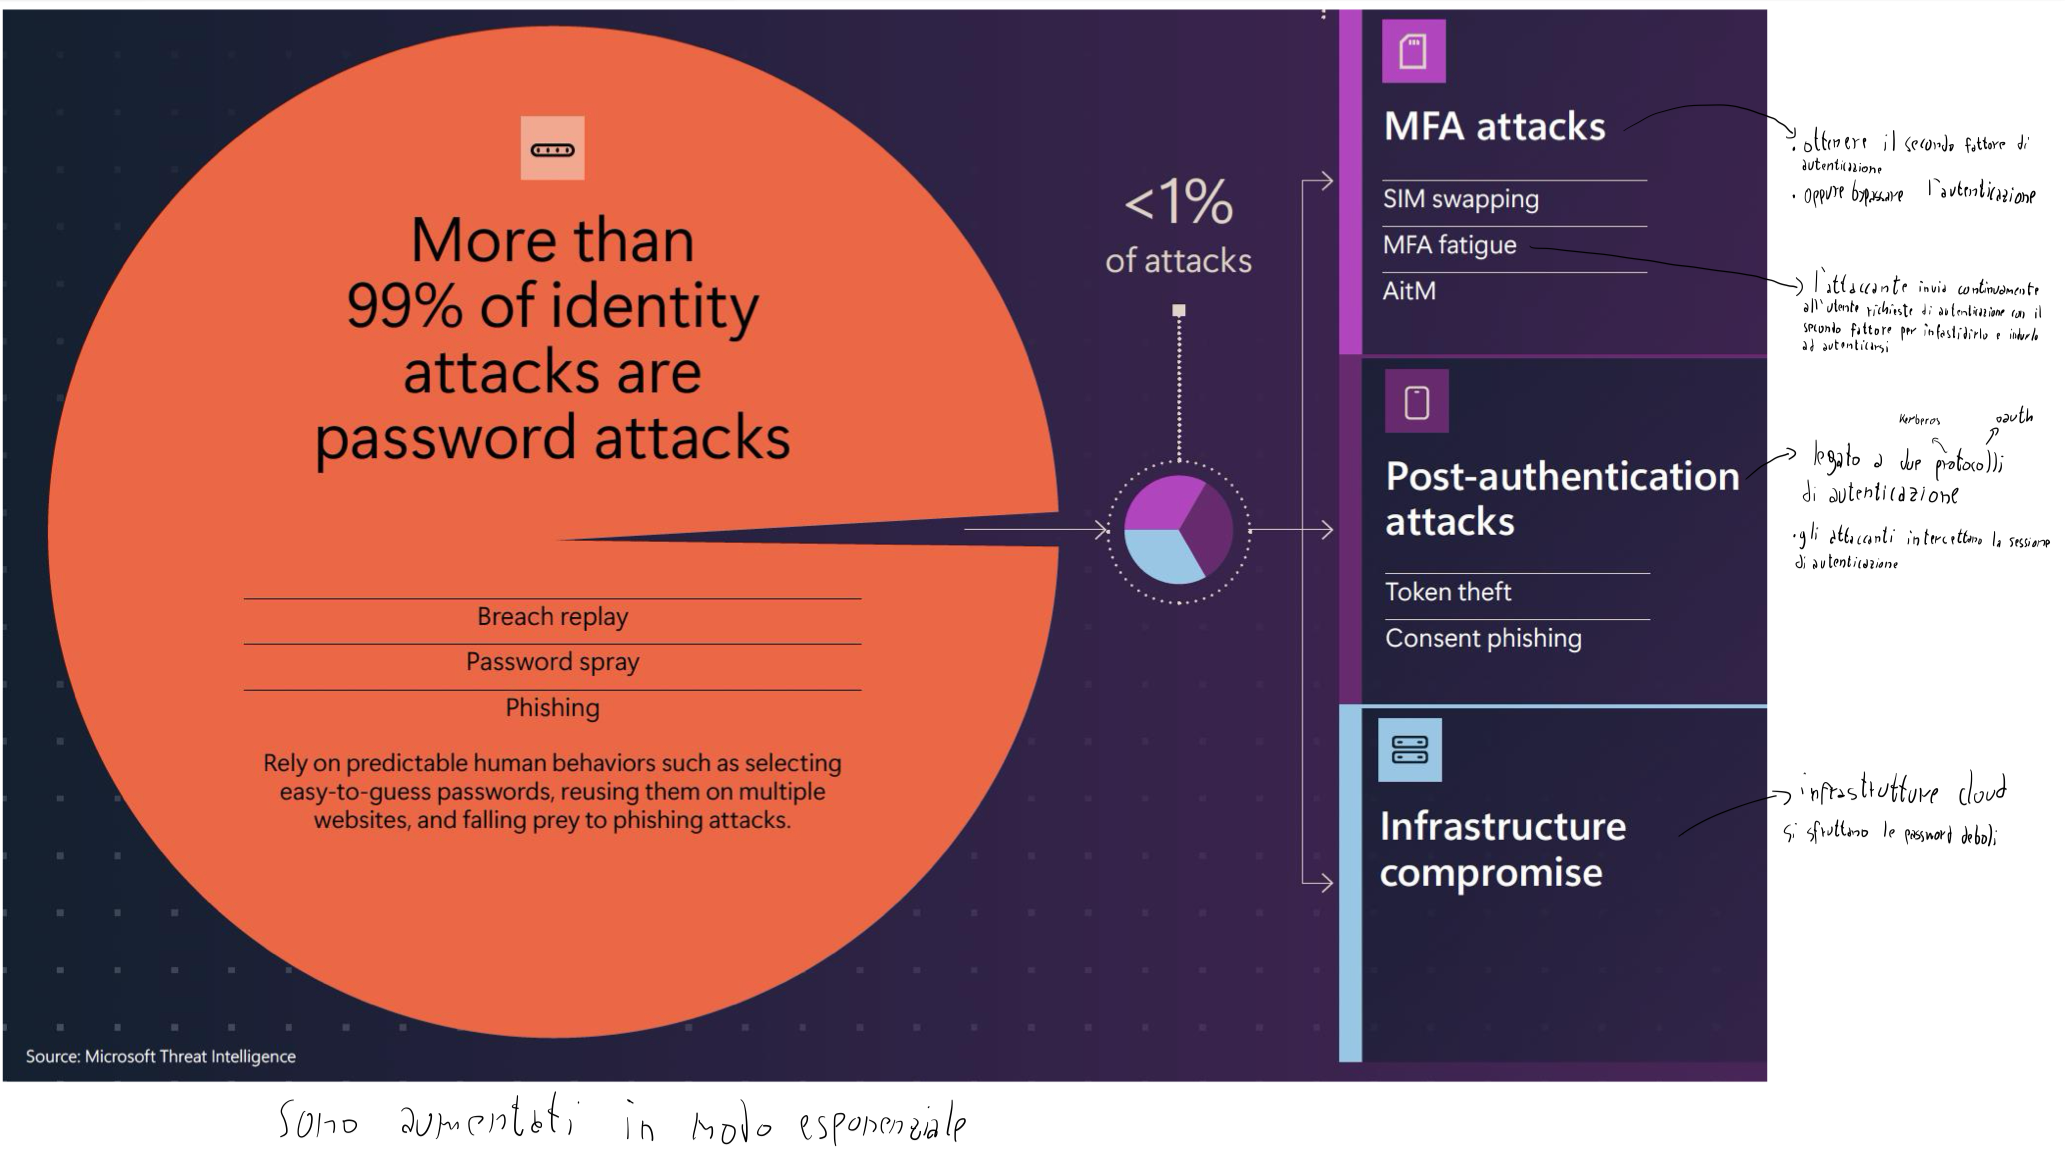 More than
99% of identity
attacks are
password attacks
Breach replay
Password spray
Phishing
Rely on predictable human behaviors such as selecting
easy-to-guess passwords, reusing them on multiple
websites, and falling prey to phishing attacks.
Source: Microsoft Threat Intelligence
<1%
of attacks
MFA attacks
SIM swapping
MFA fatigue
AitM
Post-authentication
attacks
Token theft
Consent phishing
Infrastructure
compromise
• ottenere il secondo fattore di
autenticazione
• oppure bypassare l'autenticazione
l'attaccante invia continuamente
all'utente richieste di autenticazione con il
secondo fattore per infastidirlo e indurlo
ad autenticarsi
Kerberos
oauth
legato a due protocolli
di autenticazione
• gli attaccanti intercettano la sessione
di autenticazione
infrastrutture cloud
si sfruttano le password deboli
sono aumentati in modo esponenziale